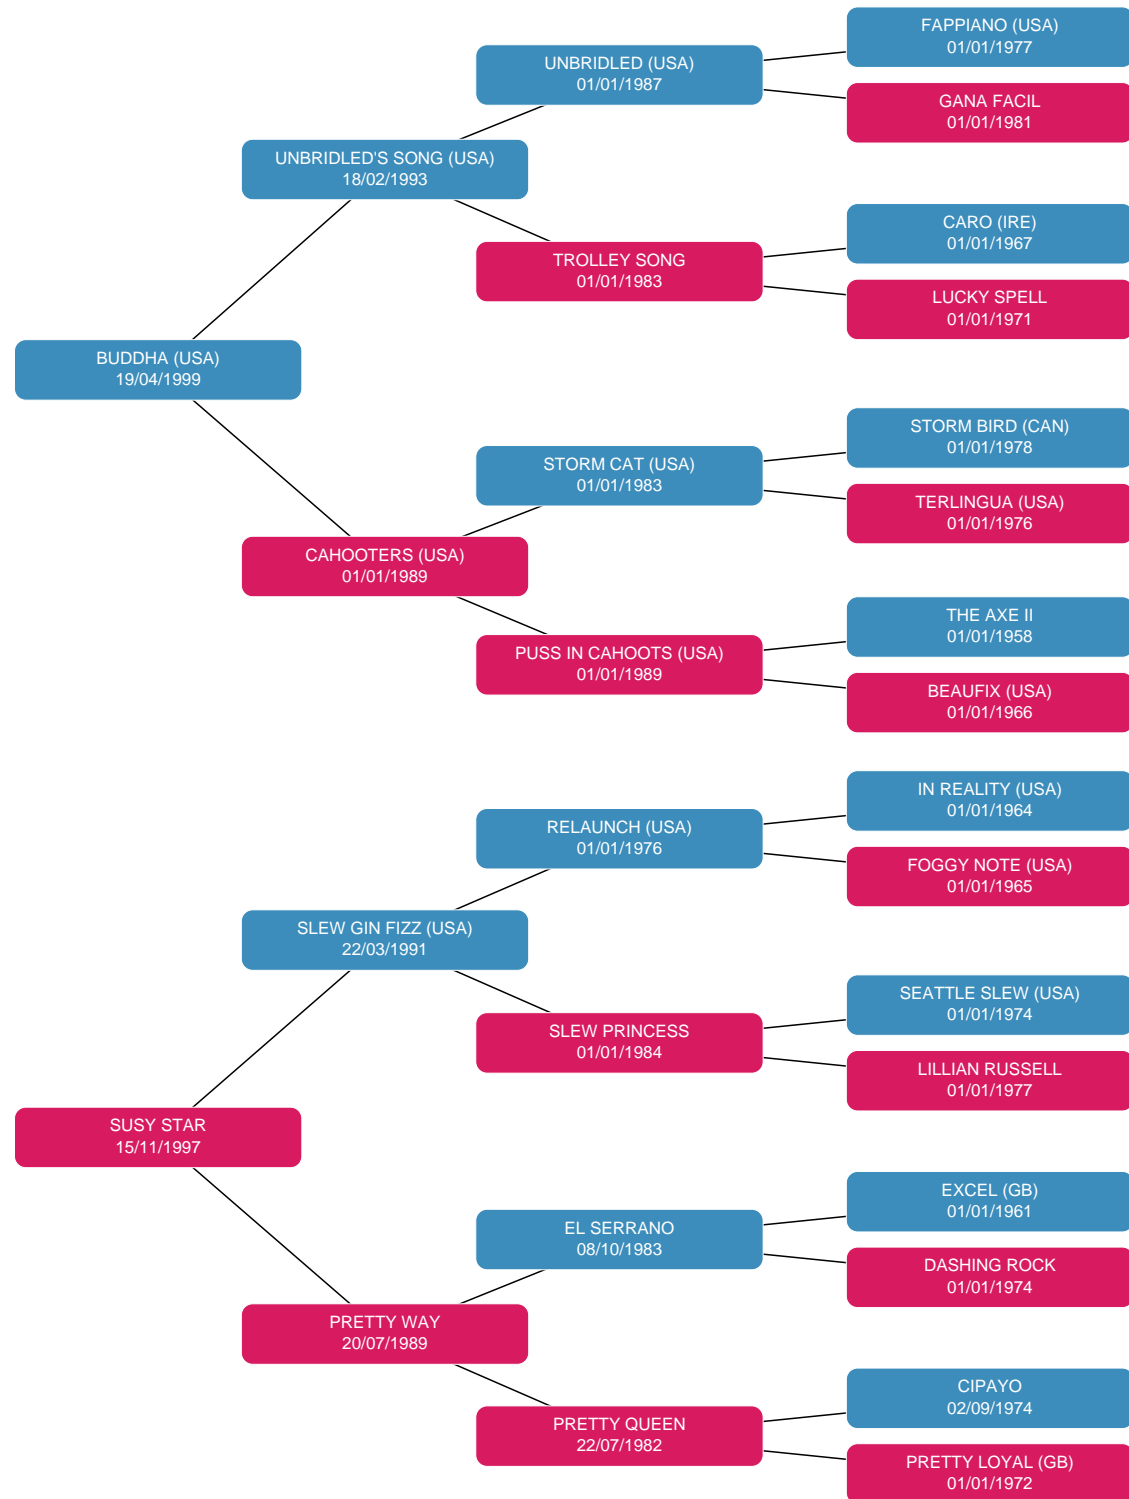 FAPPIANO (USA)
01/01/1977
UNBRIDLED (USA)
01/01/1987
GANA FACIL
01/01/1981
UNBRIDLED'S SONG (USA)
18/02/1993
CARO (IRE)
01/01/1967
TROLLEY SONG
01/01/1983
LUCKY SPELL
01/01/1971
BUDDHA (USA)
19/04/1999
STORM BIRD (CAN)
01/01/1978
STORM CAT (USA)
01/01/1983
TERLINGUA (USA)
01/01/1976
CAHOOTERS (USA)
01/01/1989
THE AXE II
01/01/1958
PUSS IN CAHOOTS (USA)
01/01/1989
BEAUFIX (USA)
01/01/1966
IN REALITY (USA)
01/01/1964
RELAUNCH (USA)
01/01/1976
FOGGY NOTE (USA)
01/01/1965
SLEW GIN FIZZ (USA)
22/03/1991
SEATTLE SLEW (USA)
01/01/1974
SLEW PRINCESS
01/01/1984
LILLIAN RUSSELL
01/01/1977
SUSY STAR
15/11/1997
EXCEL (GB)
01/01/1961
EL SERRANO
08/10/1983
DASHING ROCK
01/01/1974
PRETTY WAY
20/07/1989
CIPAYO
02/09/1974
PRETTY QUEEN
22/07/1982
PRETTY LOYAL (GB)
01/01/1972